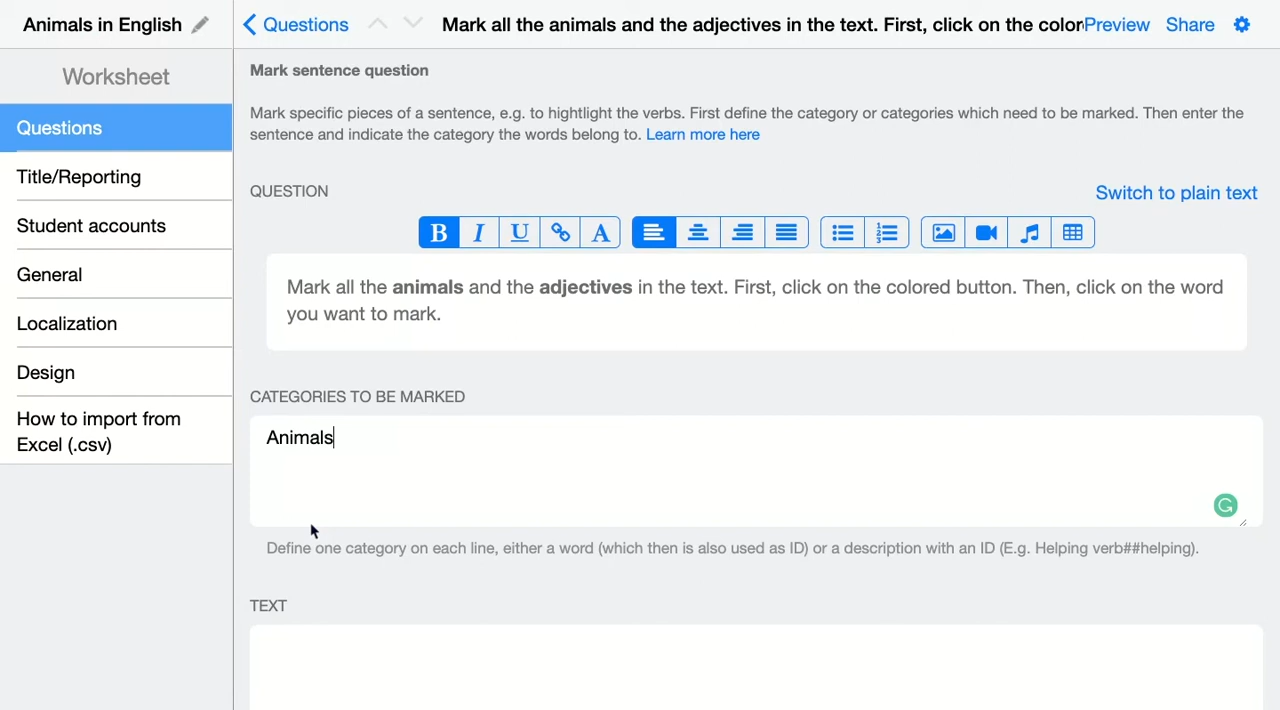 Animals in English
Questions
Mark all the animals and the adjectives in the text. First, click on the color
Preview
Share
Worksheet
Questions
Title/Reporting
Student accounts
General
Localization
Design
How to import from
Excel (.csv)
Mark sentence question
Mark specific pieces of a sentence, e.g. to hightlight the verbs. First define the category or categories which need to be marked. Then enter the
sentence and indicate the category the words belong to. Learn more here
QUESTION
Switch to plain text
B I U A
Mark all the animals and the adjectives in the text. First, click on the colored button. Then, click on the word
you want to mark.
CATEGORIES TO BE MARKED
Animals
Define one category on each line, either a word (which then is also used as ID) or a description with an ID (E.g. Helping verb##helping).
TEXT